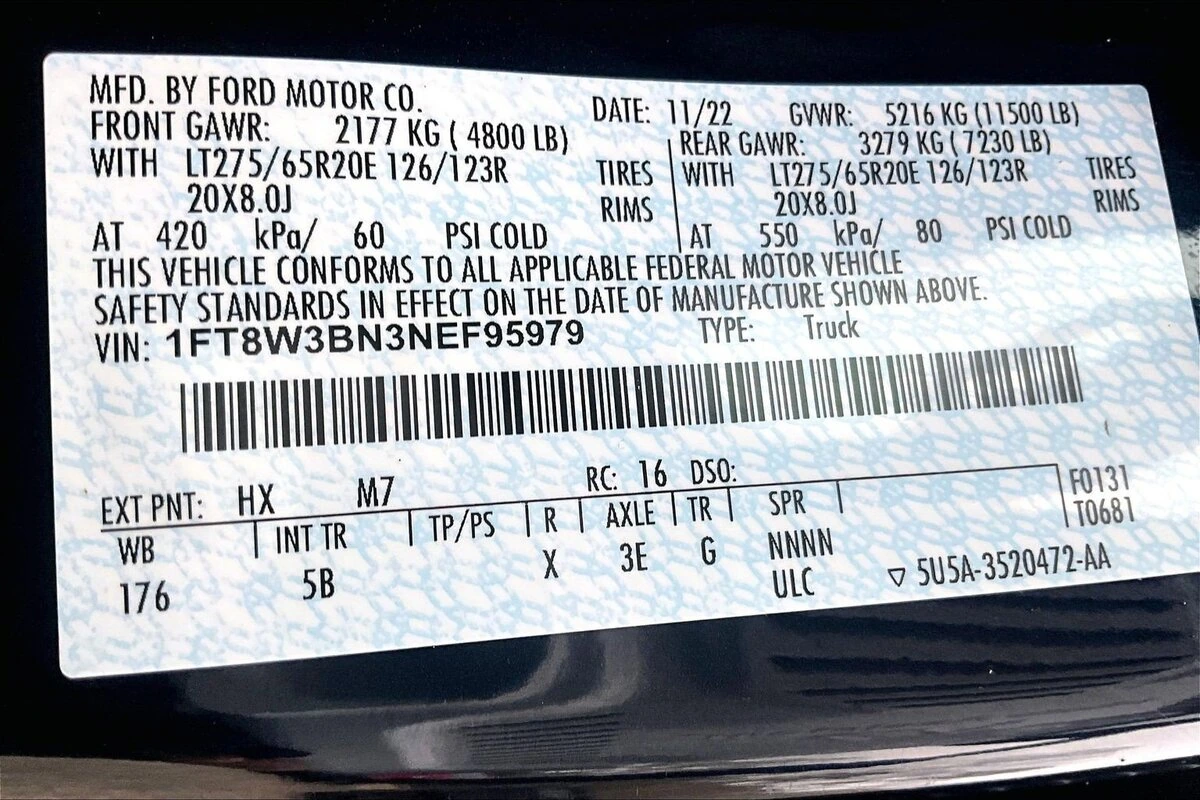 MFD. BY FORD MOTOR CO. DATE: 11/22 GVWR: 5216 KG (11500 LB)
FRONT GAWR: 2177 KG ( 4800 LB) REAR GAWR: 3279 KG ( 7230 LB)
WITH LT275/65R20E 126/123R TIRES WITH LT275/65R20E 126/123R TIRES
20X8.0J RIMS 20X8.0J RIMS
AT 420 kPa/ 60 PSI COLD AT 550 kPa/ 80 PSI COLD
THIS VEHICLE CONFORMS TO ALL APPLICABLE FEDERAL MOTOR VEHICLE
SAFETY STANDARDS IN EFFECT ON THE DATE OF MANUFACTURE SHOWN ABOVE.
VIN: 1FT8W3BN3NEF95979 TYPE: Truck
EXT PNT: HX M7 RC: 16 DSO: F0131
WB INT TR TP/PS R AXLE TR SPR T0681
176 5B X 3E G NNNN
ULC ▽ 5U5A-3520472-AA